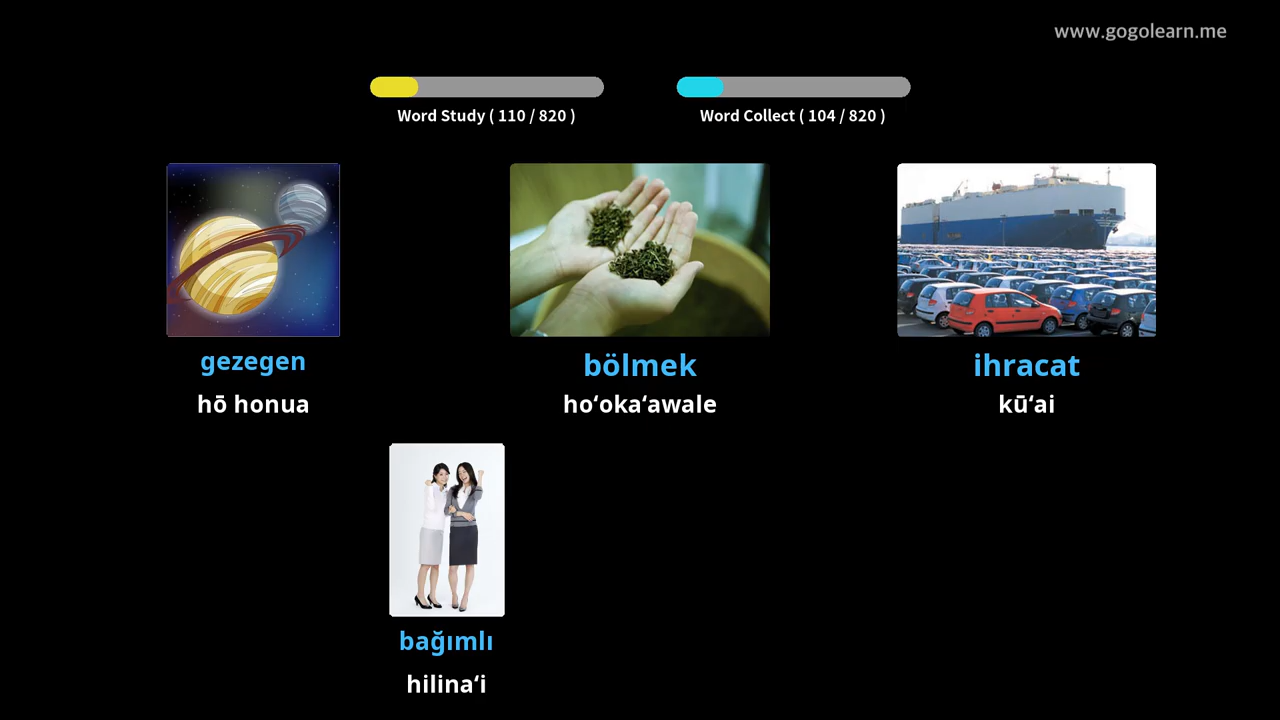 www.gogolearn.me
Word Study ( 110 / 820 )
Word Collect ( 104 / 820 )
gezegen
hō honua
bölmek
hoʻokaʻawale
ihracat
kūʻai
bağımlı
hilinaʻi